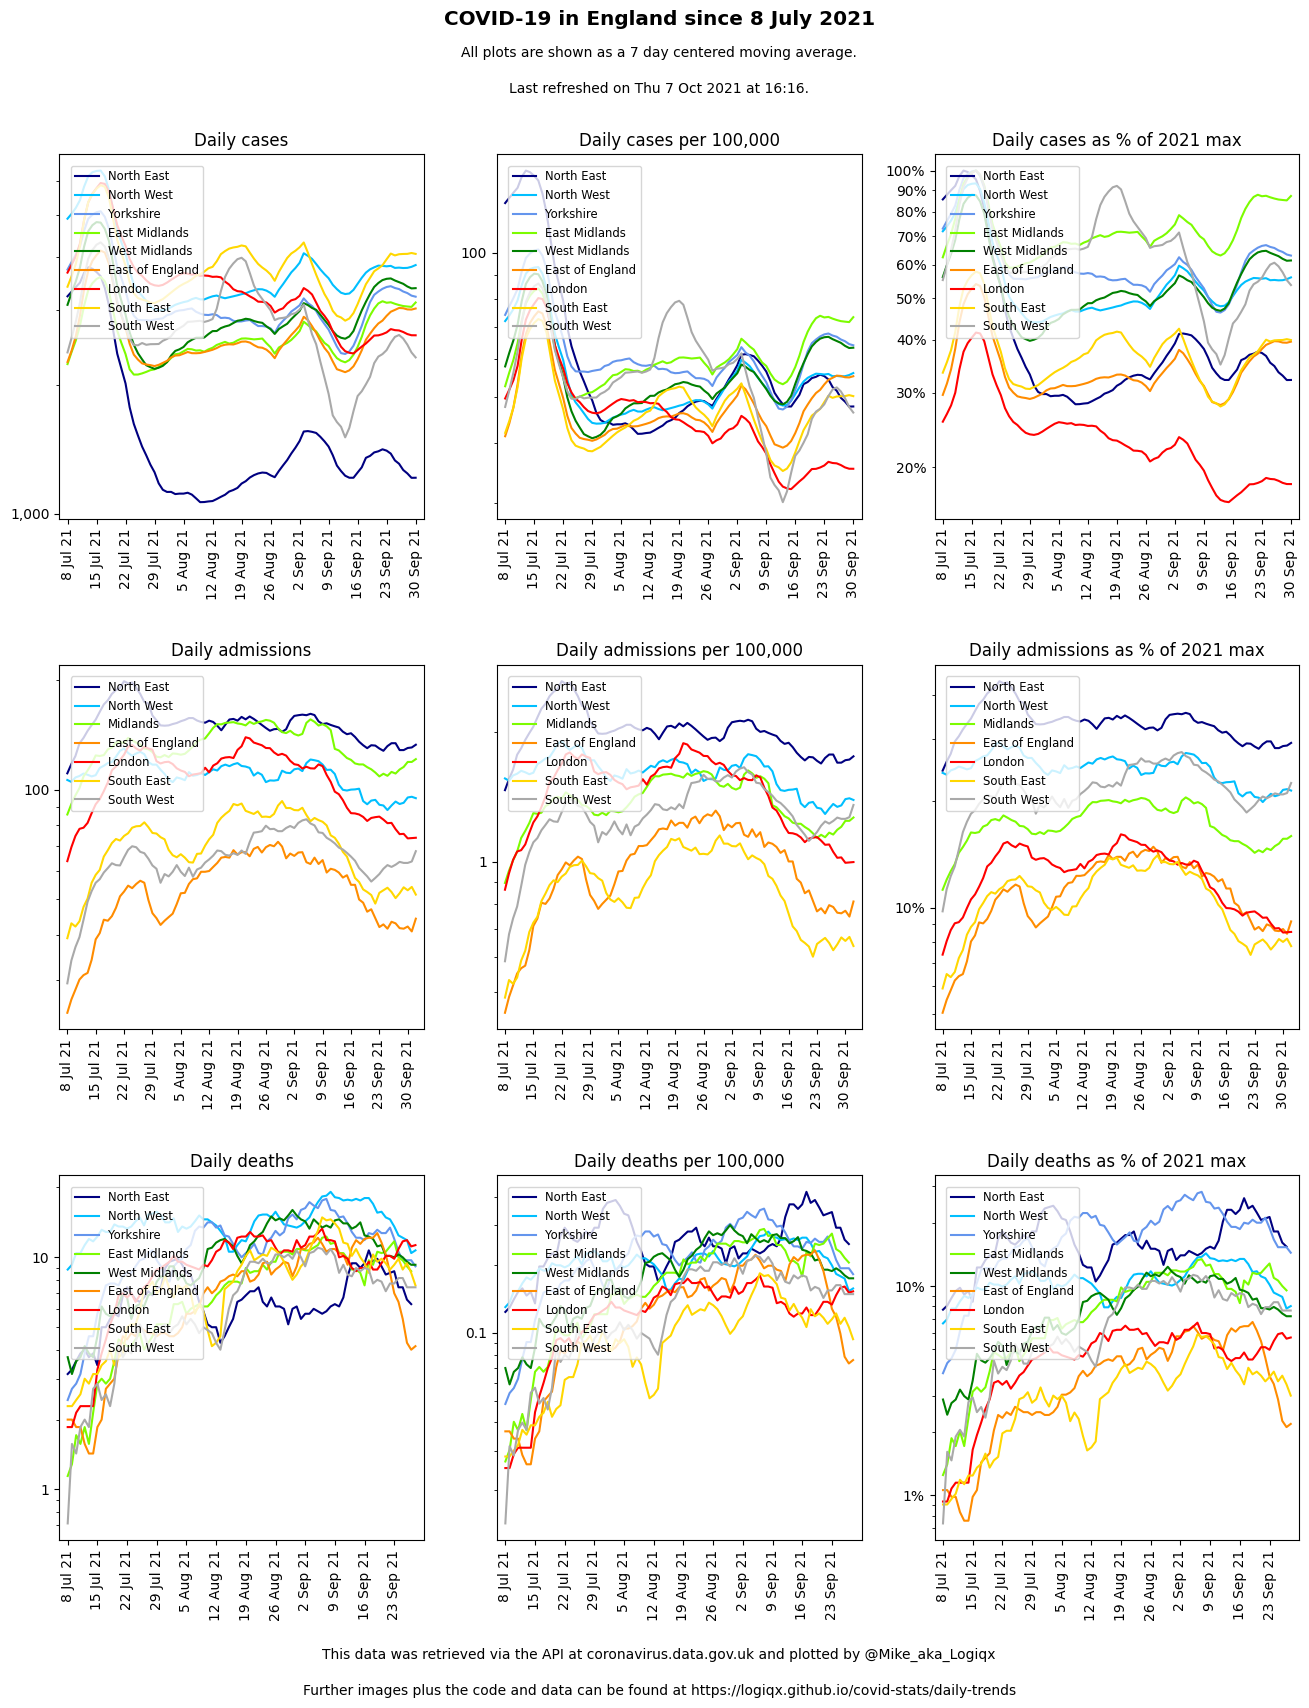 COVID-19 in England since 8 July 2021
All plots are shown as a 7 day centered moving average.
Last refreshed on Thu 7 Oct 2021 at 16:16.
Daily cases
North East
North West
Yorkshire
East Midlands
West Midlands
East of England
London
South East
South West
1,000
8 Jul 21
15 Jul 21
22 Jul 21
29 Jul 21
5 Aug 21
12 Aug 21
19 Aug 21
26 Aug 21
2 Sep 21
9 Sep 21
16 Sep 21
23 Sep 21
30 Sep 21
Daily cases per 100,000
North East
North West
Yorkshire
East Midlands
West Midlands
East of England
London
South East
South West
100
8 Jul 21
15 Jul 21
22 Jul 21
29 Jul 21
5 Aug 21
12 Aug 21
19 Aug 21
26 Aug 21
2 Sep 21
9 Sep 21
16 Sep 21
23 Sep 21
30 Sep 21
Daily cases as % of 2021 max
North East
North West
Yorkshire
East Midlands
West Midlands
East of England
London
South East
South West
100%
90%
80%
70%
60%
50%
40%
30%
20%
8 Jul 21
15 Jul 21
22 Jul 21
29 Jul 21
5 Aug 21
12 Aug 21
19 Aug 21
26 Aug 21
2 Sep 21
9 Sep 21
16 Sep 21
23 Sep 21
30 Sep 21
Daily admissions
North East
North West
Midlands
East of England
London
South East
South West
100
8 Jul 21
15 Jul 21
22 Jul 21
29 Jul 21
5 Aug 21
12 Aug 21
19 Aug 21
26 Aug 21
2 Sep 21
9 Sep 21
16 Sep 21
23 Sep 21
30 Sep 21
Daily admissions per 100,000
North East
North West
Midlands
East of England
London
South East
South West
1
8 Jul 21
15 Jul 21
22 Jul 21
29 Jul 21
5 Aug 21
12 Aug 21
19 Aug 21
26 Aug 21
2 Sep 21
9 Sep 21
16 Sep 21
23 Sep 21
30 Sep 21
Daily admissions as % of 2021 max
North East
North West
Midlands
East of England
London
South East
South West
10%
8 Jul 21
15 Jul 21
22 Jul 21
29 Jul 21
5 Aug 21
12 Aug 21
19 Aug 21
26 Aug 21
2 Sep 21
9 Sep 21
16 Sep 21
23 Sep 21
30 Sep 21
Daily deaths
North East
North West
Yorkshire
East Midlands
West Midlands
East of England
London
South East
South West
10
1
8 Jul 21
15 Jul 21
22 Jul 21
29 Jul 21
5 Aug 21
12 Aug 21
19 Aug 21
26 Aug 21
2 Sep 21
9 Sep 21
16 Sep 21
23 Sep 21
Daily deaths per 100,000
North East
North West
Yorkshire
East Midlands
West Midlands
East of England
London
South East
South West
0.1
8 Jul 21
15 Jul 21
22 Jul 21
29 Jul 21
5 Aug 21
12 Aug 21
19 Aug 21
26 Aug 21
2 Sep 21
9 Sep 21
16 Sep 21
23 Sep 21
Daily deaths as % of 2021 max
North East
North West
Yorkshire
East Midlands
West Midlands
East of England
London
South East
South West
10%
1%
8 Jul 21
15 Jul 21
22 Jul 21
29 Jul 21
5 Aug 21
12 Aug 21
19 Aug 21
26 Aug 21
2 Sep 21
9 Sep 21
16 Sep 21
23 Sep 21
This data was retrieved via the API at coronavirus.data.gov.uk and plotted by @Mike_aka_Logiqx
Further images plus the code and data can be found at https://logiqx.github.io/covid-stats/daily-trends